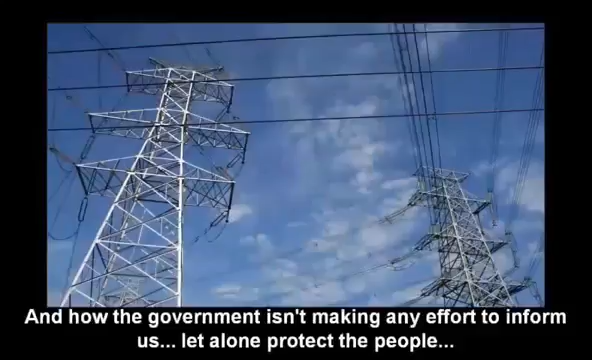 And how the government isn't making any effort to inform
us... let alone protect the people...